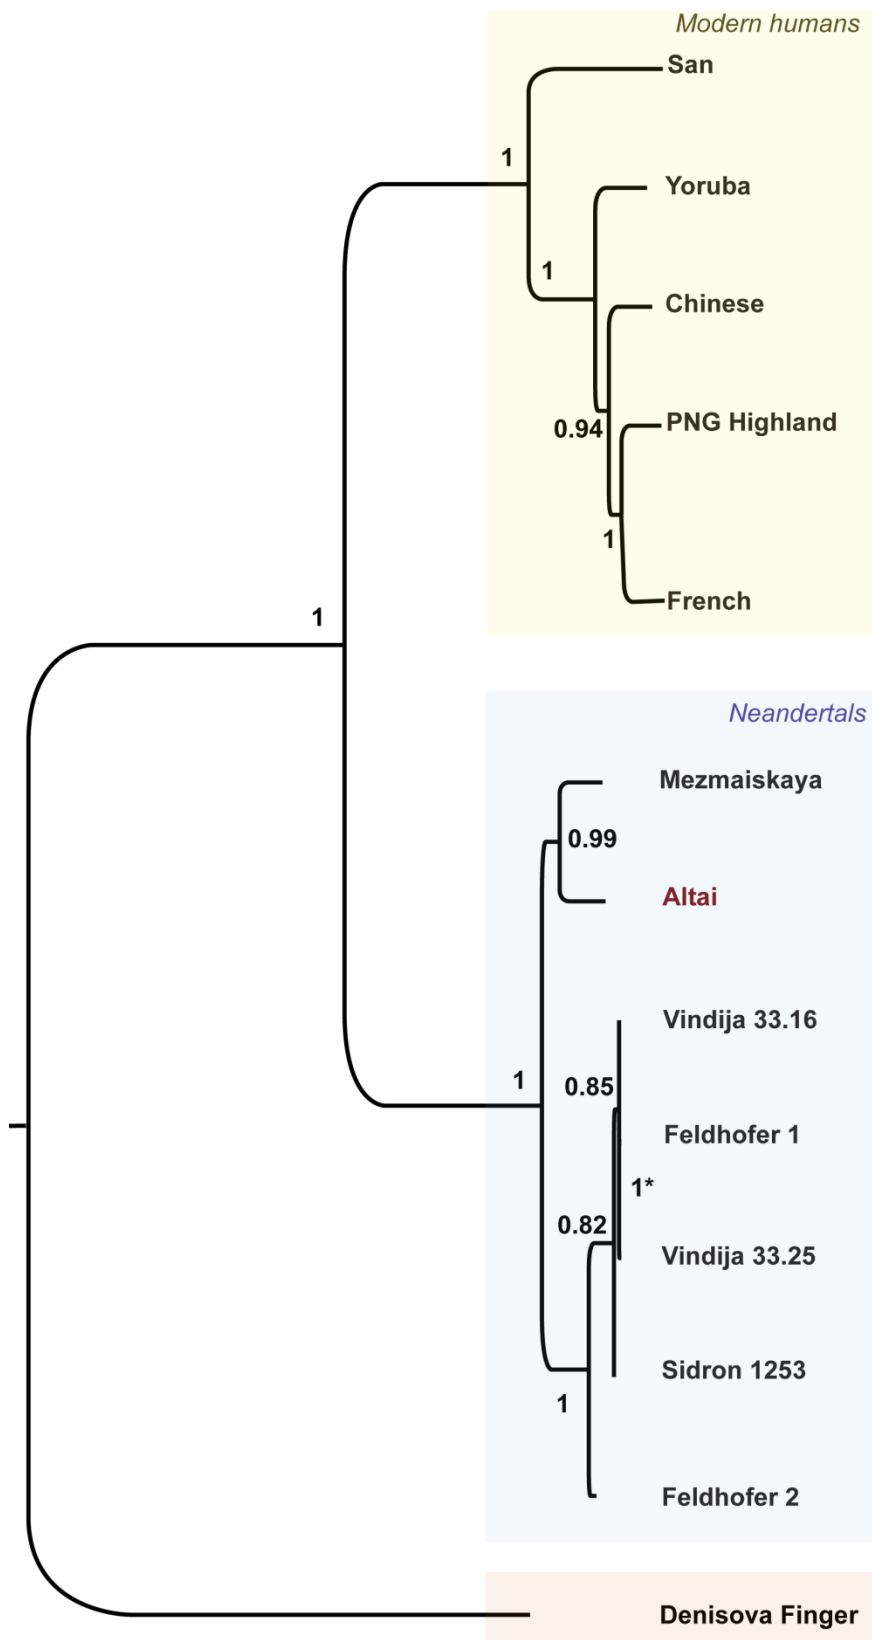 Modern humans
San
1
Yoruba
1
Chinese
PNG Highland
0.94
1
French
1
Neandertals
Mezmaiskaya
0.99
Altai
Vindija 33.16
1
0.85
Feldhofer 1
1*
0.82
Vindija 33.25
Sidron 1253
1
Feldhofer 2
Denisova Finger